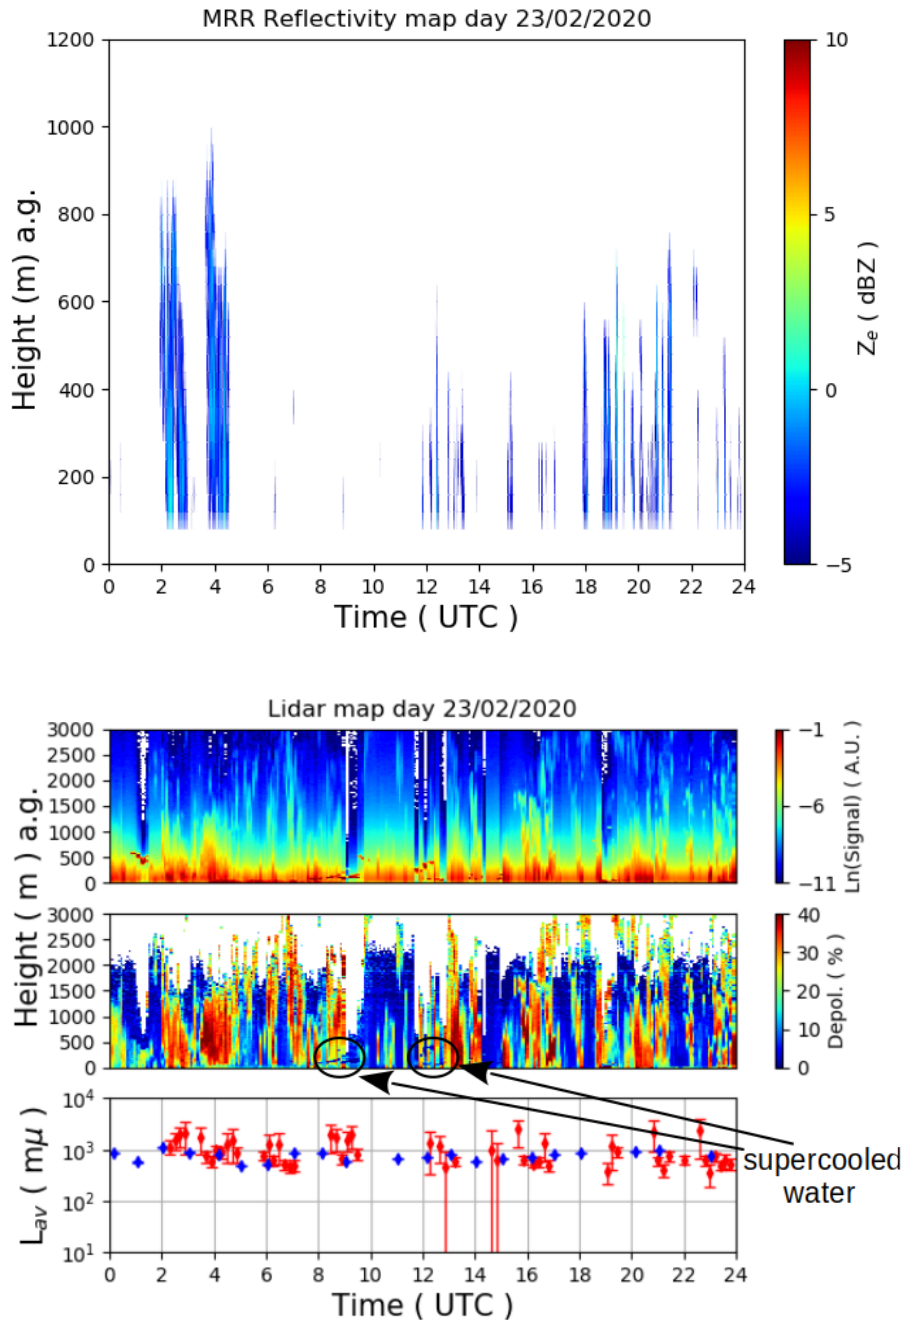 MRR Reflectivity map day 23/02/2020
1200
1000
800
600
400
200
0
Height (m) a.g.
0 2 4 6 8 10 12 14 16 18 20 22 24
Time ( UTC )
10
5
0
−5
Zₑ ( dBZ )
Lidar map day 23/02/2020
3000
2500
2000
1500
1000
500
0
−1
−6
−11
Ln(Signal) ( A.U. )
Height ( m ) a.g.
3000
2500
2000
1500
1000
500
0
40
30
20
10
0
Depol. ( % )
10⁴
10³
10²
10¹
L_av ( mμ )
supercooled
water
0 2 4 6 8 10 12 14 16 18 20 22 24
Time ( UTC )